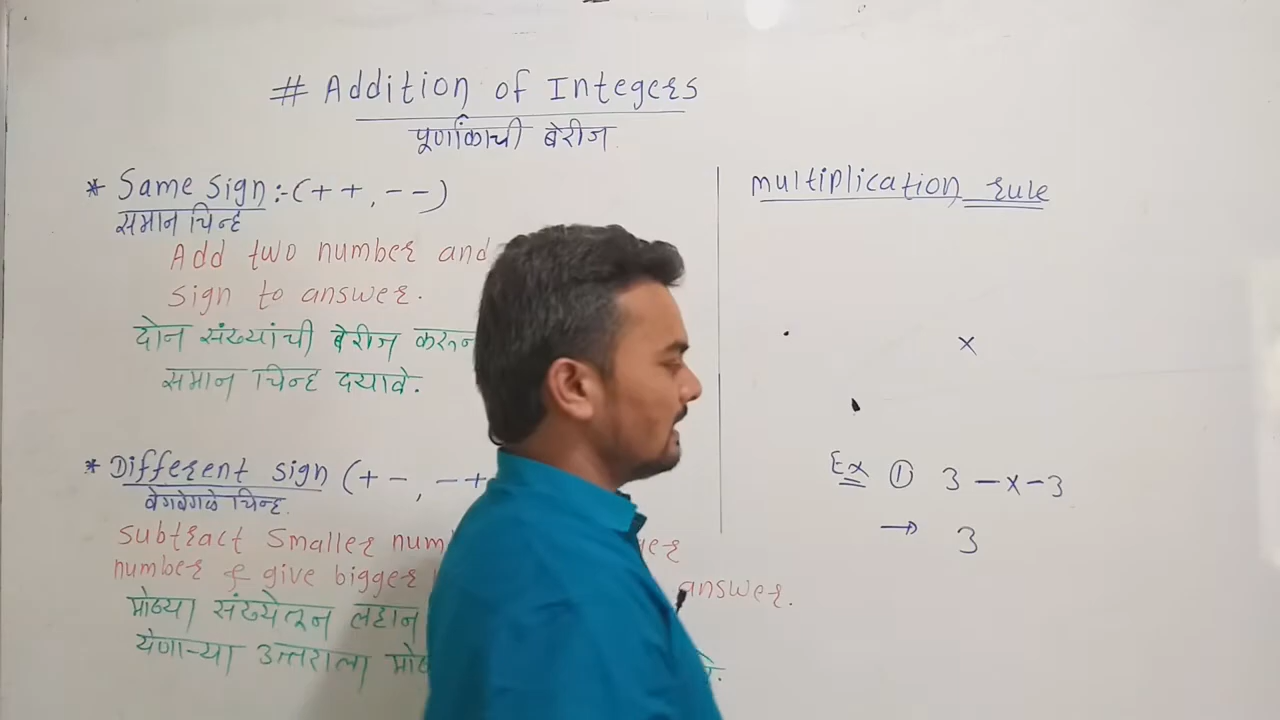 # Addition of Integers
पूर्णांकाची बेरीज
* Same sign :- (+ +, - -)
समान चिन्ह
Add two number and
sign to answer.
दोन संख्यांची बेरीज करून
समान चिन्ह दयावे.
* Different sign (+ -, - +
वेगवेगळे चिन्ह.
subtract smaller
number & give bigger answer.
मोठ्या संख्येतून लहान
येणाऱ्या उत्तराला
multiplication rule
x
Ex ① 3 - x - 3
→ 3